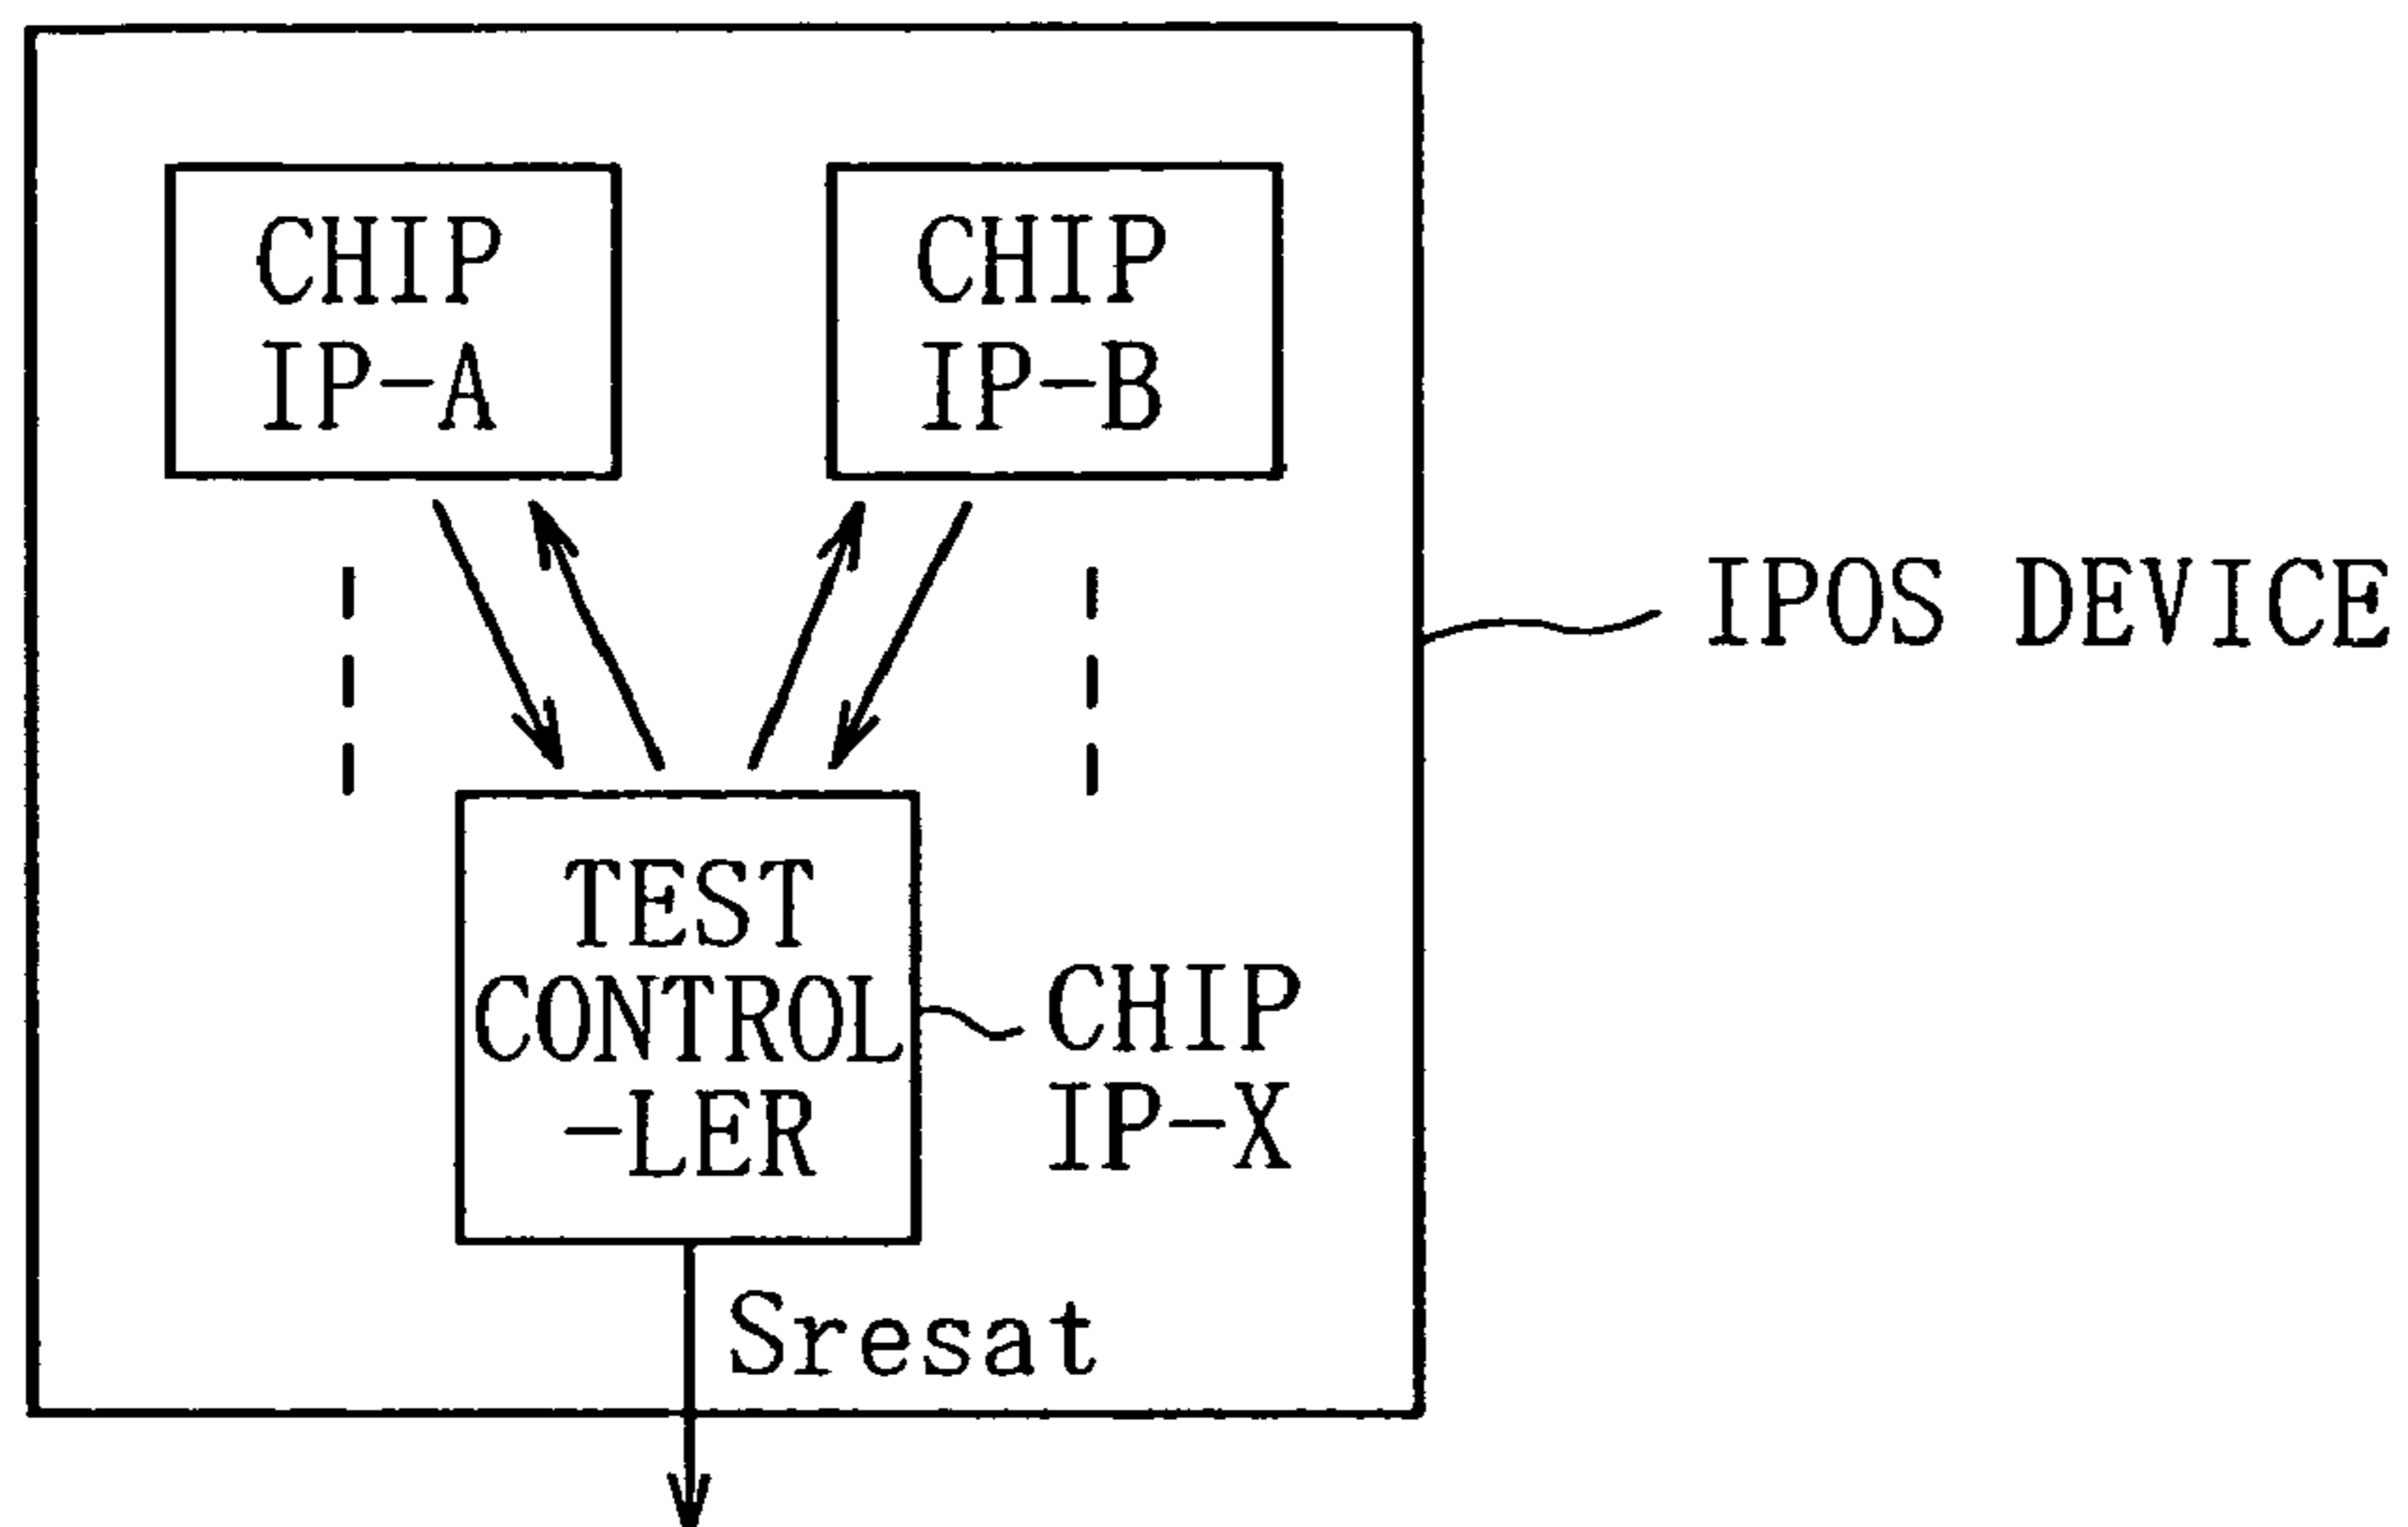 CHIP
IP-A
CHIP
IP-B
IPOS DEVICE
TEST
CONTROL
-LER
CHIP
IP-X
Sresat